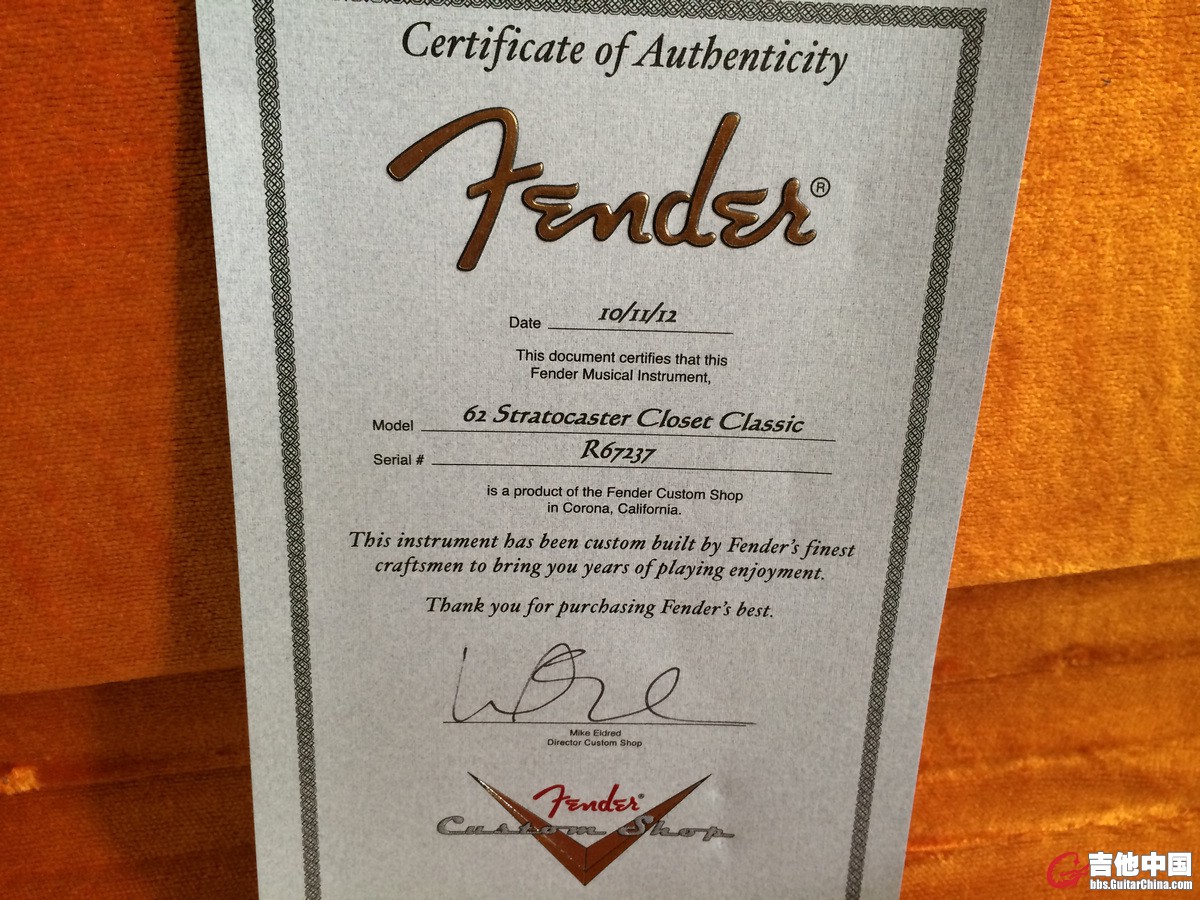 Certificate of Authenticity
Fender®
Date 10/11/12
This document certifies that this
Fender Musical Instrument,
Model 62 Stratocaster Closet Classic
Serial # R67237
is a product of the Fender Custom Shop
in Corona, California.
This instrument has been custom built by Fender's finest
craftsmen to bring you years of playing enjoyment.
Thank you for purchasing Fender's best.
Mike Eldred
Director Custom Shop
Fender®
Custom Shop
吉他中国
bbs.GuitarChina.com